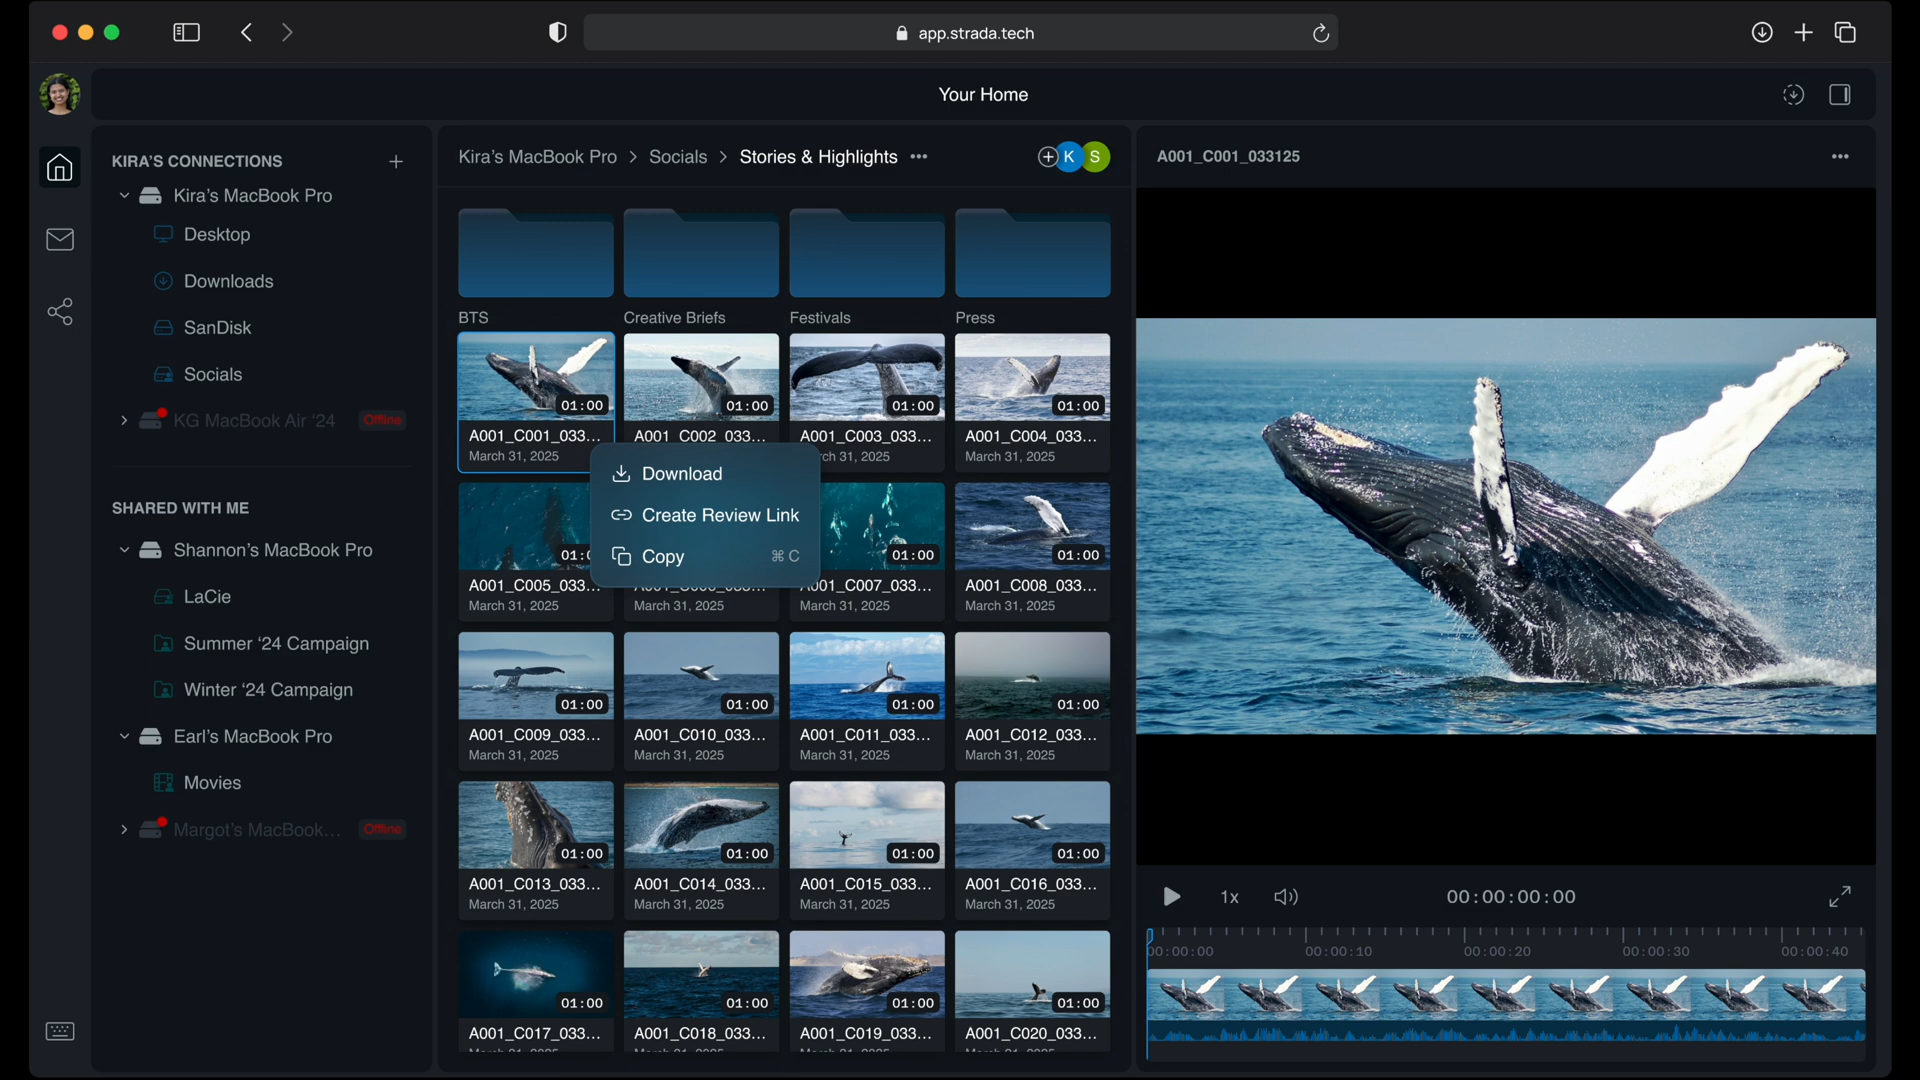 app.strada.tech
Your Home
KIRA'S CONNECTIONS
Kira's MacBook Pro
Desktop
Downloads
SanDisk
Socials
KG MacBook Air '24 Offline
SHARED WITH ME
Shannon's MacBook Pro
LaCie
Summer '24 Campaign
Winter '24 Campaign
Earl's MacBook Pro
Movies
Margot's MacBook... Offline
Kira's MacBook Pro > Socials > Stories & Highlights
K S
BTS Creative Briefs Festivals Press
01:00 01:00 01:00 01:00
A001_C001_033... A001_C002_033... A001_C003_033... A001_C004_033...
March 31, 2025 31, 2025 March 31, 2025
Download
Create Review Link
Copy ⌘ C
01:00 01:00
A001_C005_033... A001_C007_033... A001_C008_033...
March 31, 2025 March 31, 2025 March 31, 2025 March 31, 2025
01:00 01:00 01:00 01:00
A001_C009_033... A001_C010_033... A001_C011_033... A001_C012_033...
March 31, 2025 March 31, 2025 March 31, 2025 March 31, 2025
01:00 01:00 01:00 01:00
A001_C013_033... A001_C014_033... A001_C015_033... A001_C016_033...
March 31, 2025 March 31, 2025 March 31, 2025 March 31, 2025
01:00 01:00 01:00 01:00
A001_C017_033... A001_C018_033... A001_C019_033... A001_C020_033...
A001_C001_033125
1x 00:00:00:00
00:00:00 00:00:10 00:00:20 00:00:30 00:00:40